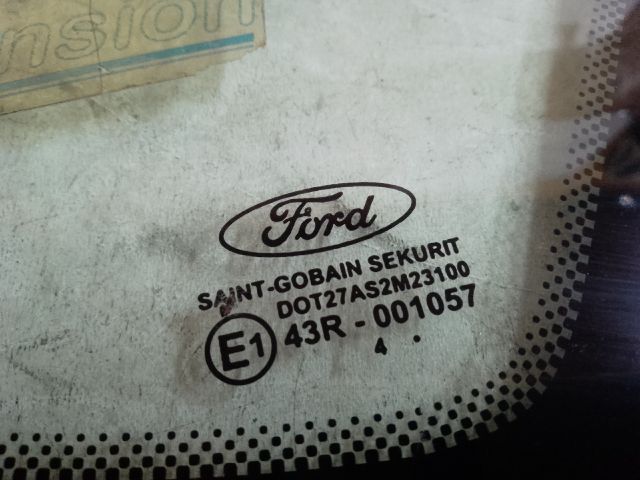 nsion
Ford
SAINT-GOBAIN SEKURIT
DOT27AS2M23100
E1 43R - 001057
4 .